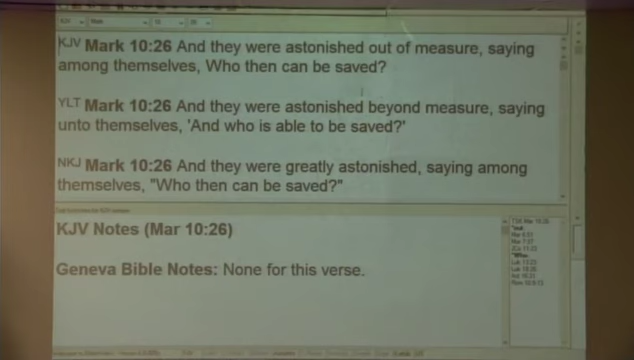 KJV Mark 10:26 And they were astonished out of measure, saying
among themselves, Who then can be saved?
YLT Mark 10:26 And they were astonished beyond measure, saying
unto themselves, 'And who is able to be saved?'
NKJ Mark 10:26 And they were greatly astonished, saying among
themselves, "Who then can be saved?"
KJV Notes (Mar 10:26)
Geneva Bible Notes: None for this verse.